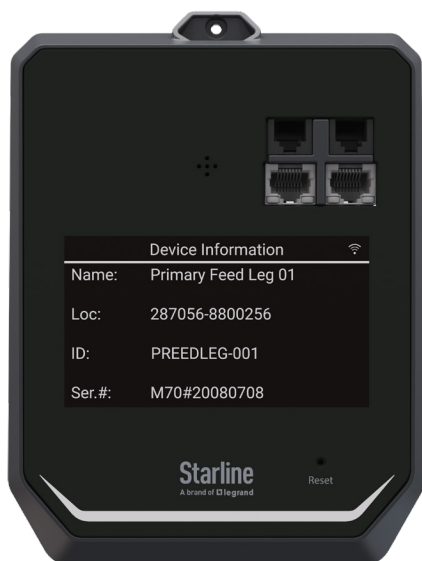 Device Information
Name: Primary Feed Leg 01
Loc: 287056-8800256
ID: PREEDLEG-001
Ser.#: M70#20080708
Starline
A brand of legrand
Reset